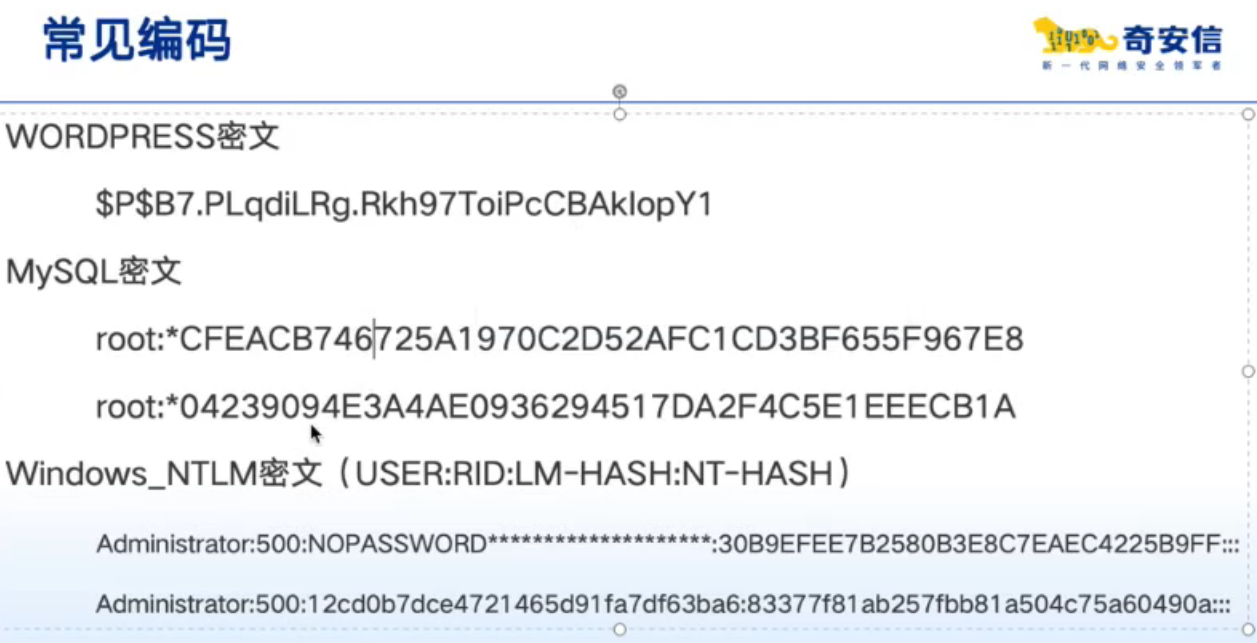 常见编码
奇安信
新一代网络安全领军者
WORDPRESS密文
$P$B7.PLqdiLRg.Rkh97ToiPcCBAkIopY1
MySQL密文
root:*CFEACB746725A1970C2D52AFC1CD3BF655F967E8
root:*04239094E3A4AE0936294517DA2F4C5E1EEECB1A
Windows_NTLM密文（USER:RID:LM-HASH:NT-HASH）
Administrator:500:NOPASSWORD*********************:30B9EFEE7B2580B3E8C7EAEC4225B9FF:::
Administrator:500:12cd0b7dce4721465d91fa7df63ba6:83377f81ab257fbb81a504c75a60490a:::